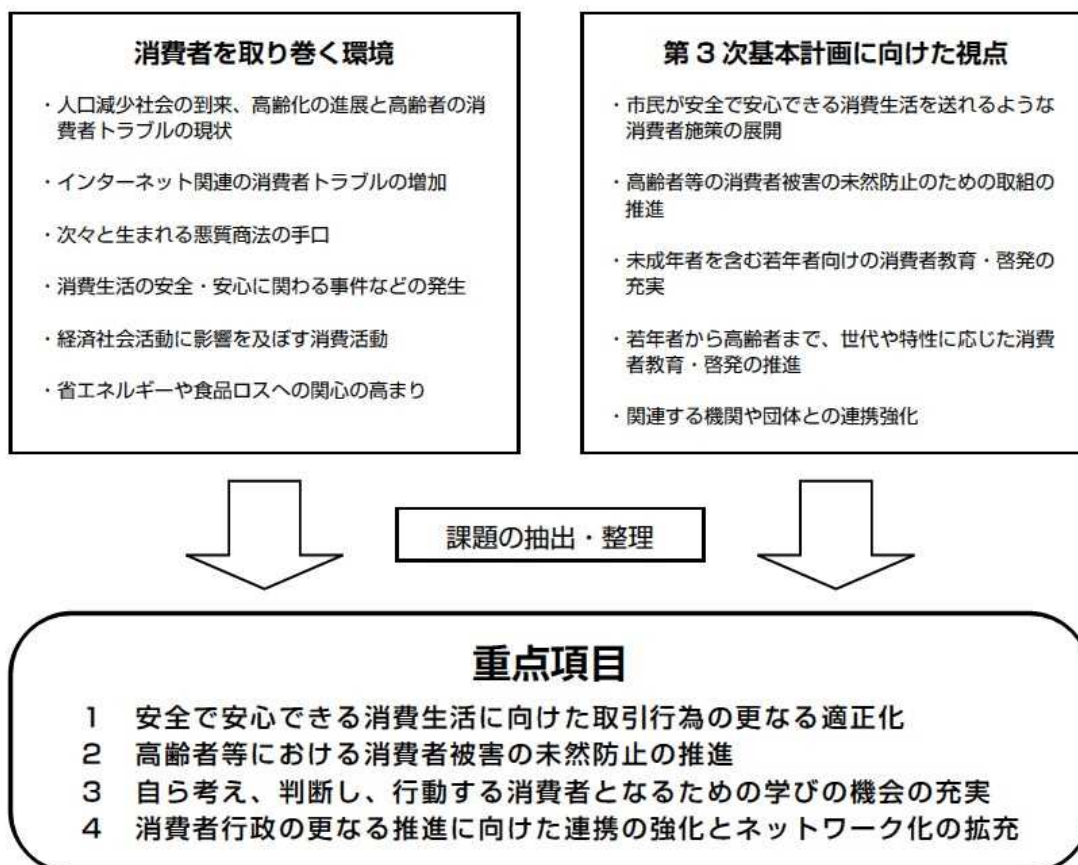 消費者を取り巻く環境
・人口減少社会の到来、高齢化の進展と高齢者の消
費者トラブルの現状
・インターネット関連の消費者トラブルの増加
・次々と生まれる悪質商法の手口
・消費生活の安全・安心に関わる事件などの発生
・経済社会活動に影響を及ぼす消費活動
・省エネルギーや食品ロスへの関心の高まり
第3次基本計画に向けた視点
・市民が安全で安心できる消費生活を送れるような
消費者施策の展開
・高齢者等の消費者被害の未然防止のための取組の
推進
・未成年者を含む若年者向けの消費者教育・啓発の
充実
・若年者から高齢者まで、世代や特性に応じた消費
者教育・啓発の推進
・関連する機関や団体との連携強化
課題の抽出・整理
重点項目
1 安全で安心できる消費生活に向けた取引行為の更なる適正化
2 高齢者等における消費者被害の未然防止の推進
3 自ら考え、判断し、行動する消費者となるための学びの機会の充実
4 消費者行政の更なる推進に向けた連携の強化とネットワーク化の拡充